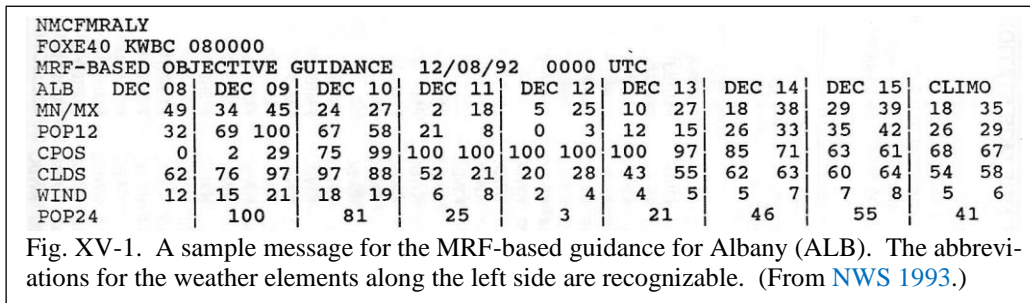 NMCFMRALY
FOXE40 KWBC 080000
MRF-BASED OBJECTIVE GUIDANCE 12/08/92 0000 UTC
ALB DEC 08| DEC 09| DEC 10| DEC 11| DEC 12| DEC 13| DEC 14| DEC 15| CLIMO
MN/MX 49| 34 45| 24 27| 2 18| 5 25| 10 27| 18 38| 29 39| 18 35
POP12 32| 69 100| 67 58| 21 8| 0 3| 12 15| 26 33| 35 42| 26 29
CPOS 0| 2 29| 75 99|100 100|100 100|100 97| 85 71| 63 61| 68 67
CLDS 62| 76 97| 97 88| 52 21| 20 28| 43 55| 62 63| 60 64| 54 58
WIND 12| 15 21| 18 19| 6 8| 2 4| 4 5| 5 7| 7 8| 5 6
POP24 | 100 | 81 | 25 | 3 | 21 | 46 | 55 | 41
Fig. XV-1. A sample message for the MRF-based guidance for Albany (ALB). The abbrevi-
ations for the weather elements along the left side are recognizable. (From NWS 1993.)